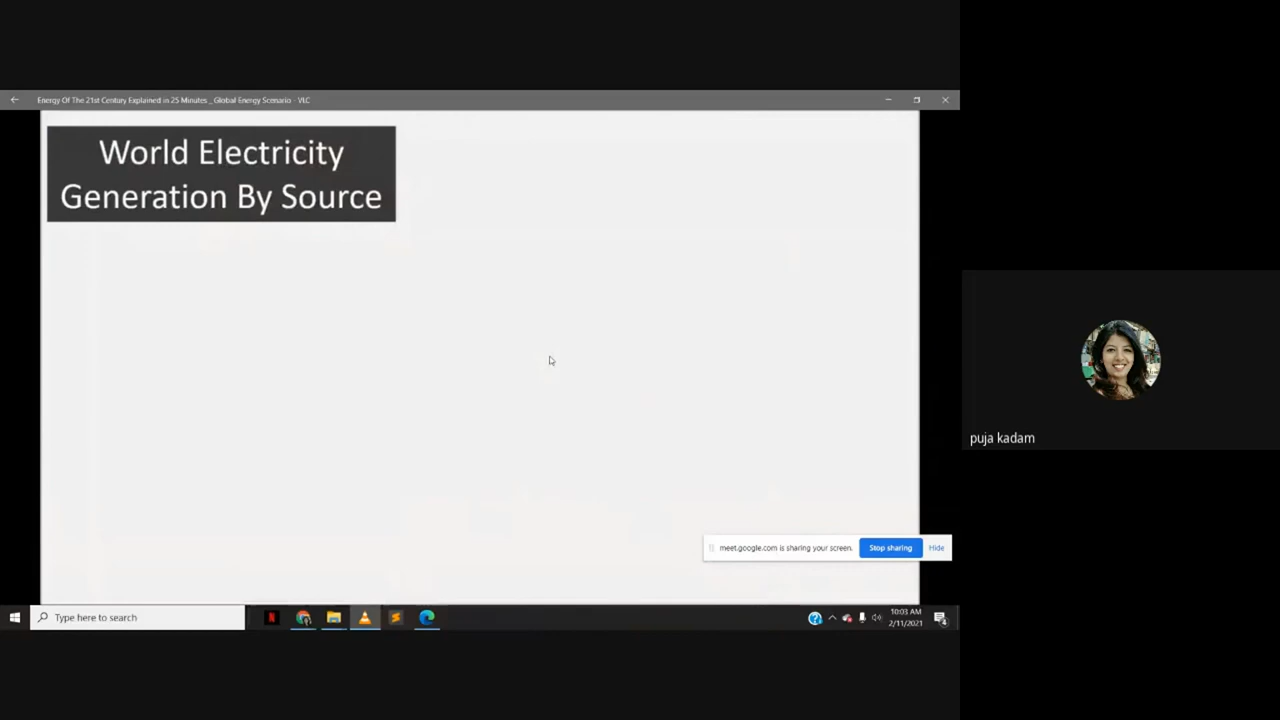 Energy Of The 21st Century Explained in 25 Minutes _ Global Energy Scenario - VLC
World Electricity
Generation By Source
puja kadam
meet.google.com is sharing your screen.
Stop sharing
Hide
Type here to search
10:03 AM
2/11/2021